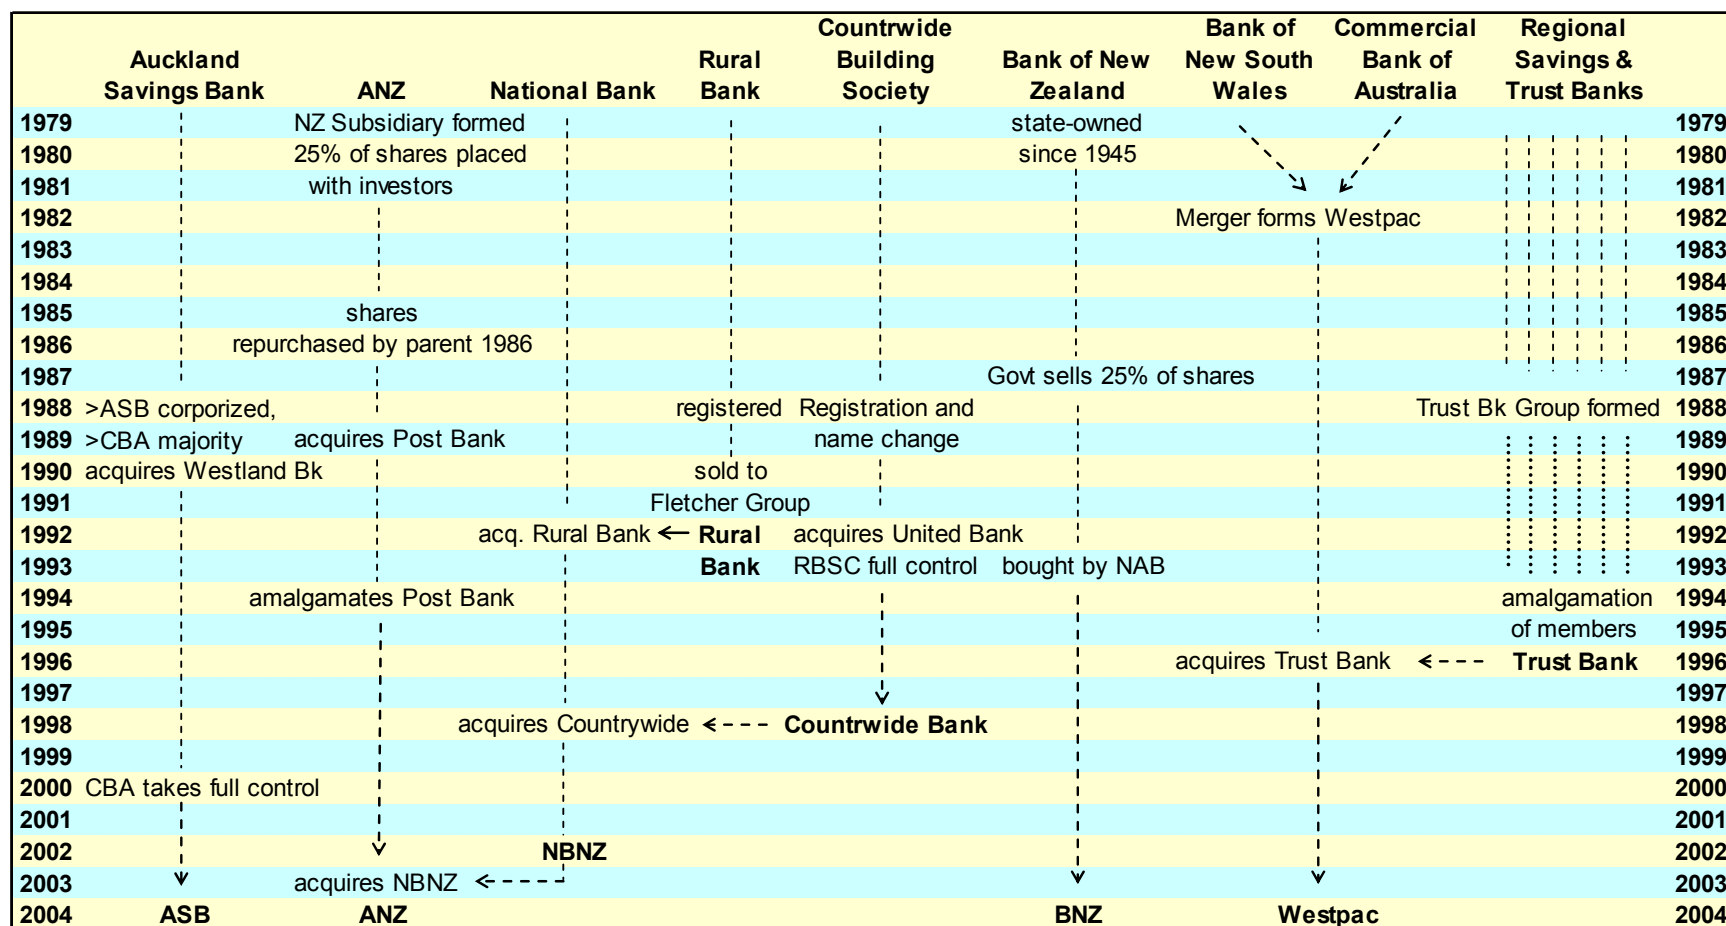 Auckland Savings Bank
ANZ
National Bank
Rural Bank
Countrwide Building Society
Bank of New Zealand
Bank of New South Wales
Commercial Bank of Australia
Regional Savings & Trust Banks
1979 NZ Subsidiary formed state-owned 1979
1980 25% of shares placed since 1945 1980
1981 with investors 1981
1982 Merger forms Westpac 1982
1983 1983
1984 1984
1985 shares 1985
1986 repurchased by parent 1986 1986
1987 Govt sells 25% of shares 1987
1988 >ASB corporized, registered Registration and Trust Bk Group formed 1988
1989 >CBA majority acquires Post Bank name change 1989
1990 acquires Westland Bk sold to 1990
1991 Fletcher Group 1991
1992 acq. Rural Bank Rural acquires United Bank 1992
1993 Bank RBSC full control bought by NAB 1993
1994 amalgamates Post Bank amalgamation 1994
1995 of members 1995
1996 acquires Trust Bank Trust Bank 1996
1997 1997
1998 acquires Countrywide Countrwide Bank 1998
1999 1999
2000 CBA takes full control 2000
2001 2001
2002 NBNZ 2002
2003 acquires NBNZ 2003
2004 ASB ANZ BNZ Westpac 2004